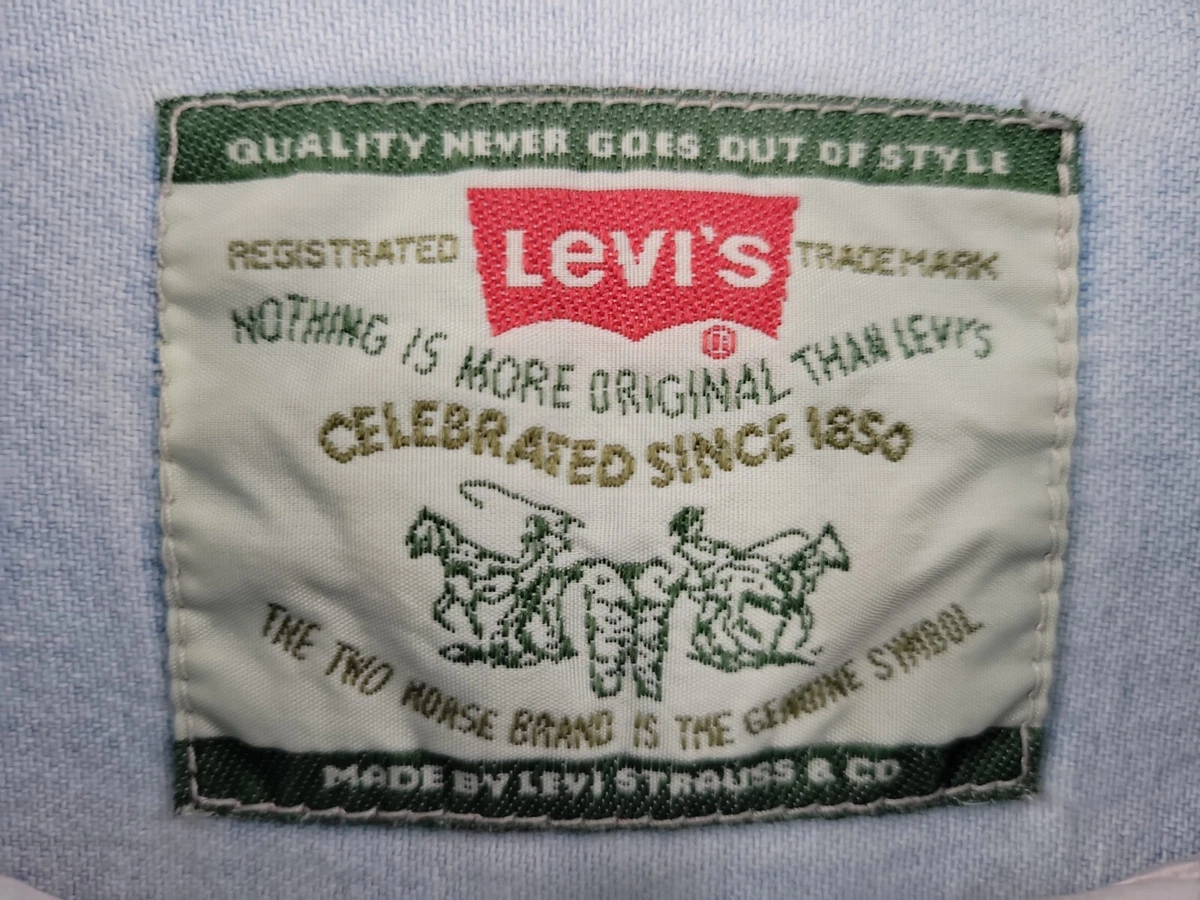 QUALITY NEVER GOES OUT OF STYLE
REGISTRATED LEVI'S TRADEMARK
®
NOTHING IS MORE ORIGINAL THAN LEVI'S
CELEBRATED SINCE 1850
THE TWO HORSE BRAND IS THE GENUINE SYMBOL
MADE BY LEVI STRAUSS & CO